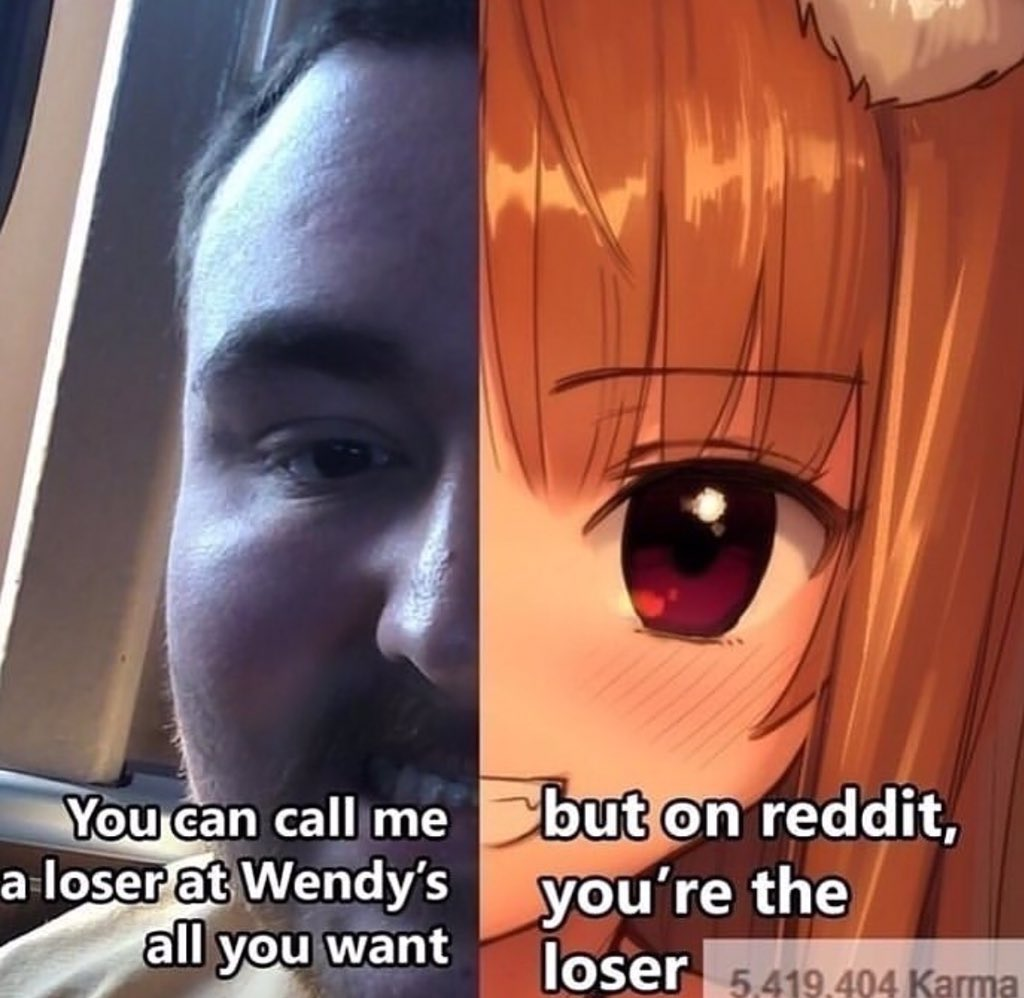 You can call me
a loser at Wendy's
all you want
but on reddit,
you're the
loser
5,419,404 Karma